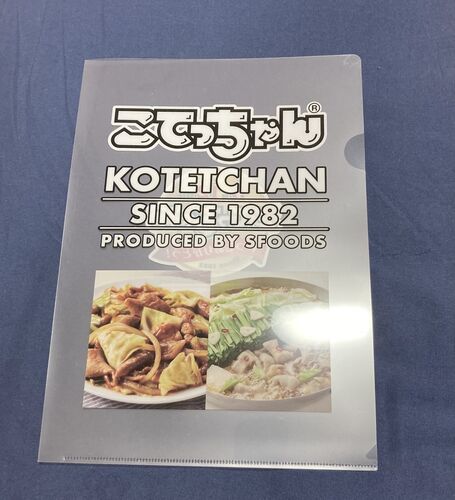 こてっちゃん®
KOTETCHAN
SINCE 1982
PRODUCED BY SFOODS